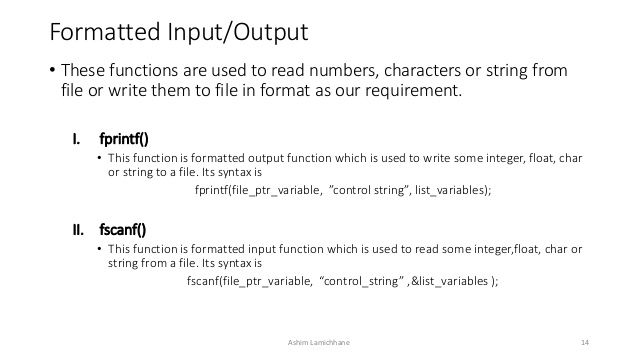 Formatted Input/Output
• These functions are used to read numbers, characters or string from
file or write them to file in format as our requirement.
I. fprintf()
• This function is formatted output function which is used to write some integer, float, char
or string to a file. Its syntax is
fprintf(file_ptr_variable, ”control string”, list_variables);
II. fscanf()
• This function is formatted input function which is used to read some integer,float, char or
string from a file. Its syntax is
fscanf(file_ptr_variable, “control_string” ,&list_variables );
Ashim Lamichhane 14